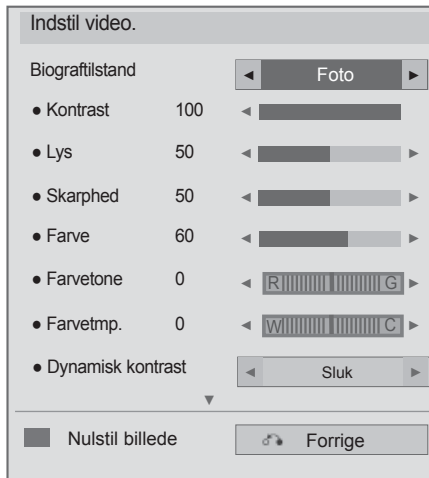 Indstil video.
Biograftilstand ◄ Foto ►
● Kontrast 100 ◄
● Lys 50 ◄ ►
● Skarphed 50 ◄ ►
● Farve 60 ◄ ►
● Farvetone 0 ◄ R G ►
● Farvetmp. 0 ◄ W C ►
● Dynamisk kontrast ◄ Sluk ►
▼
Nulstil billede Forrige